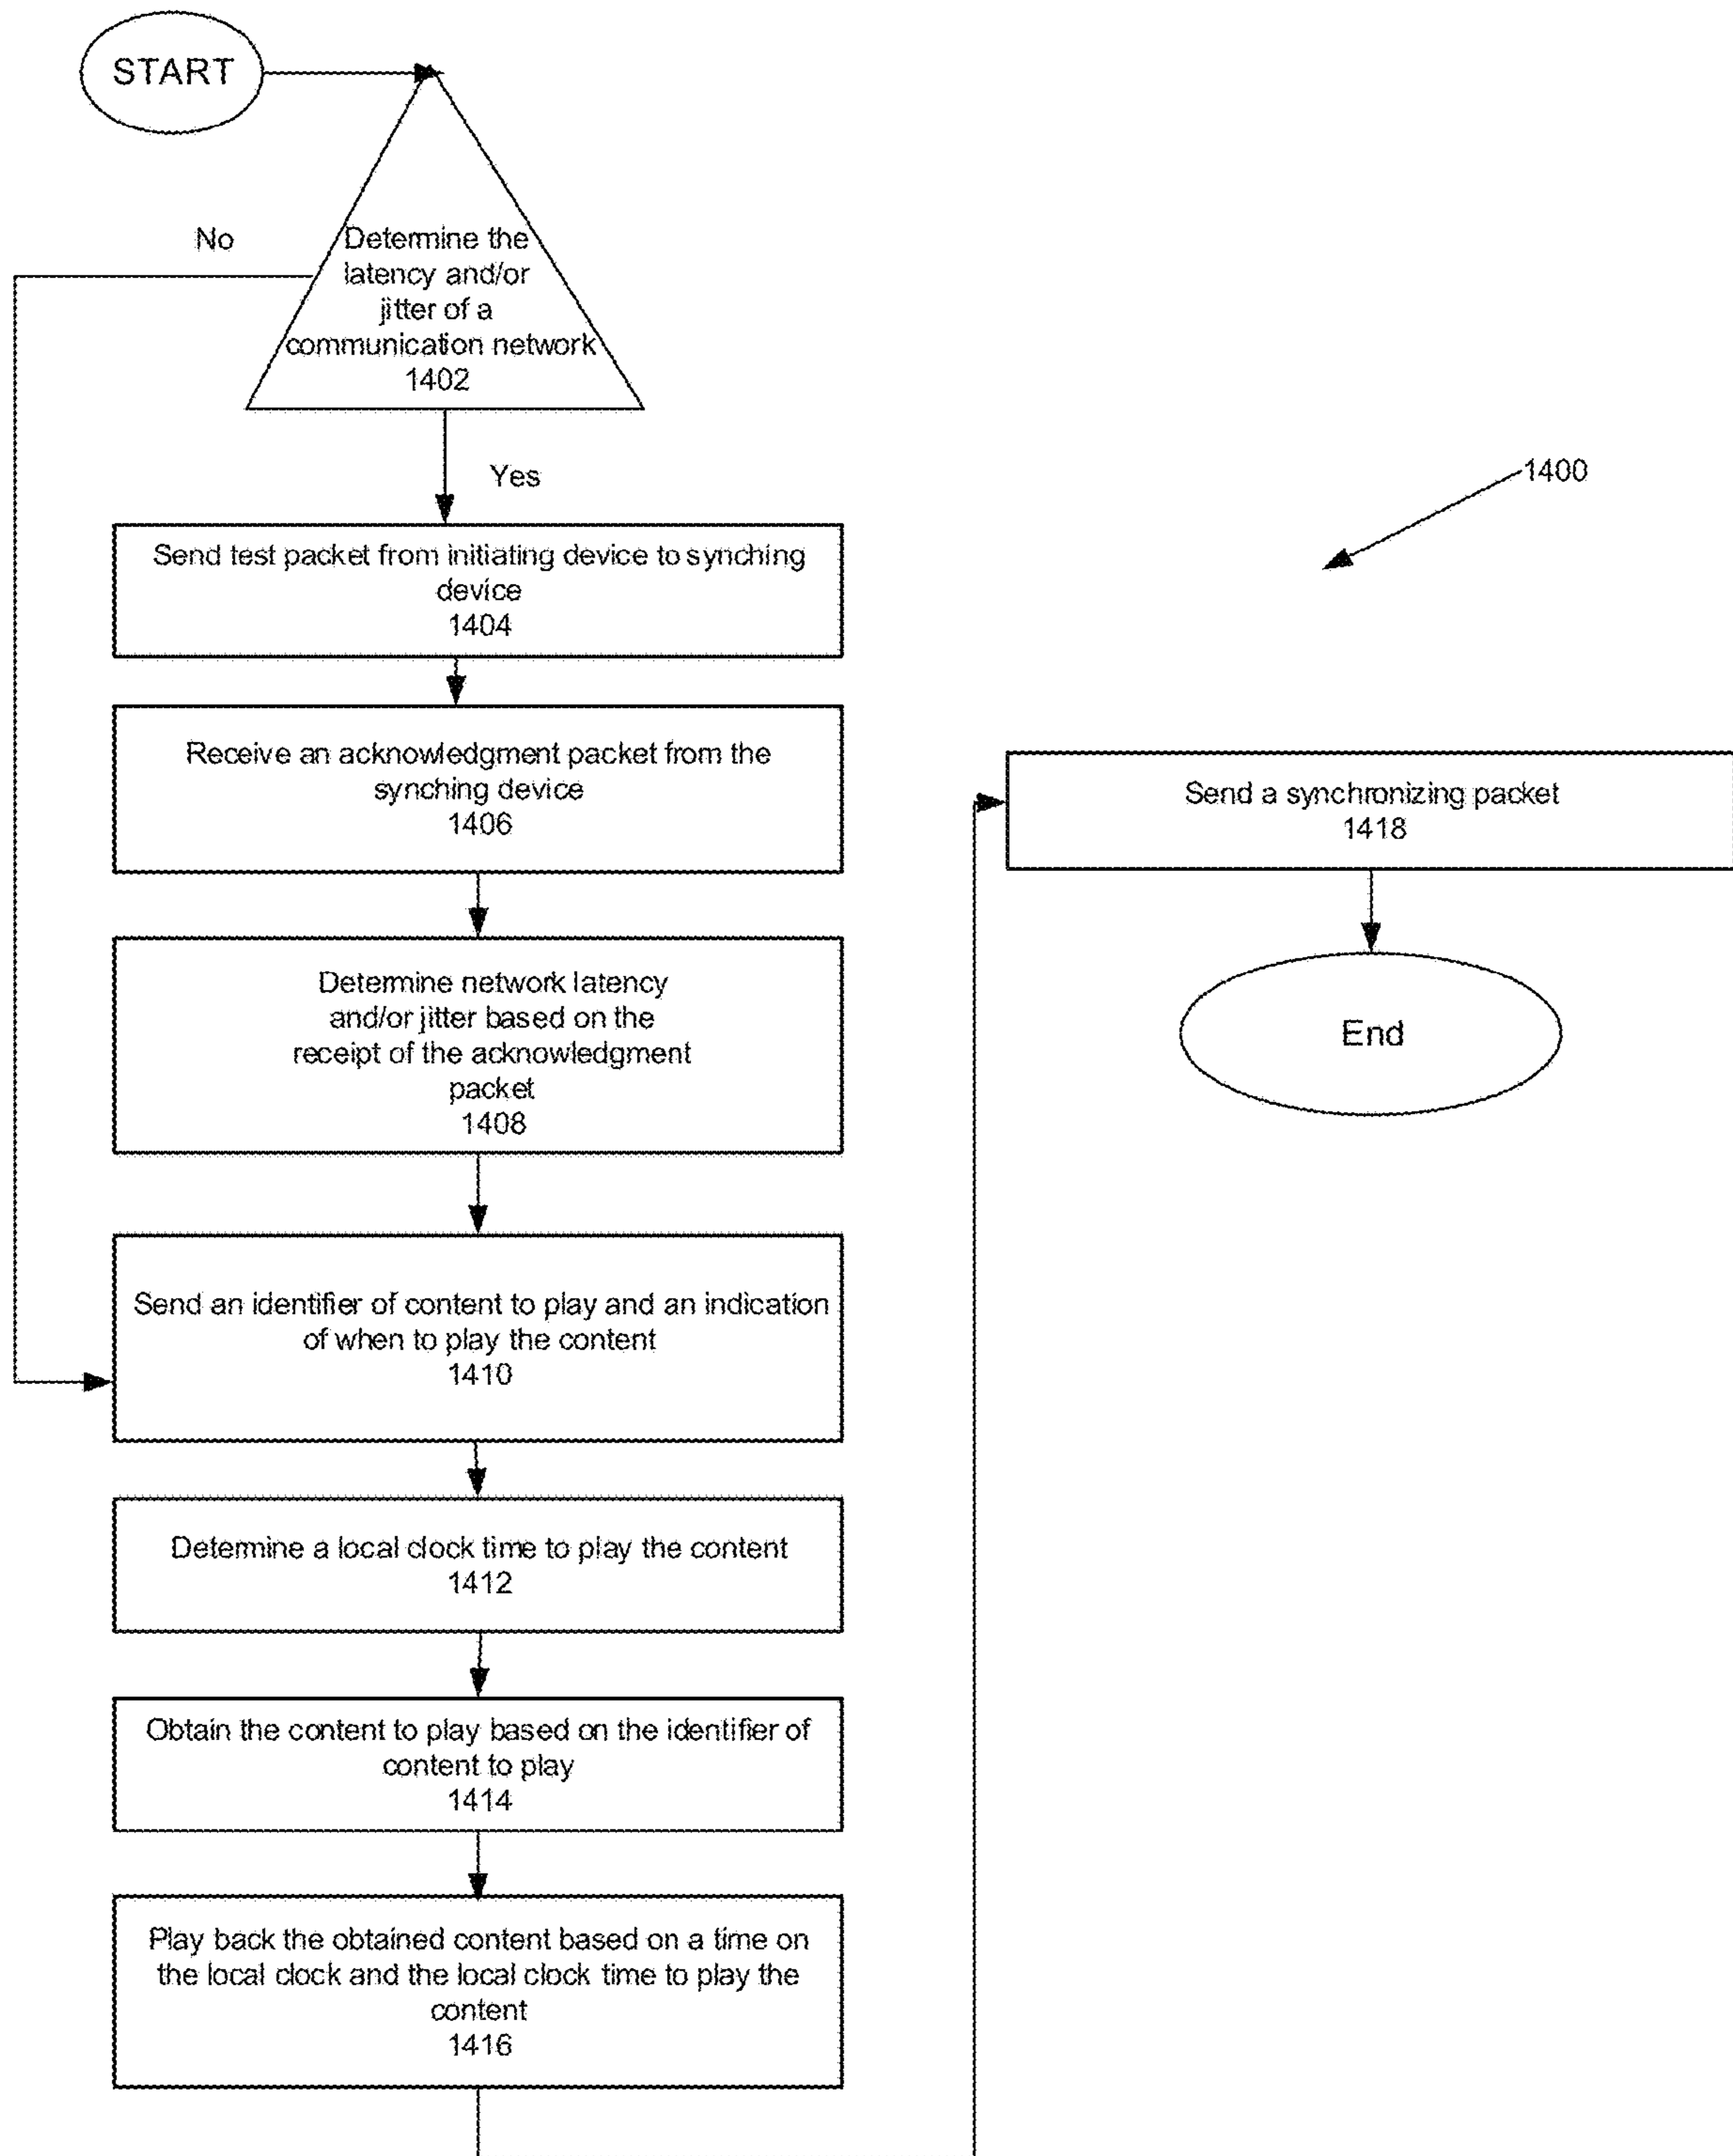 START
No
Determine the
latency and/or
jitter of a
communication network
1402
Yes
1400
Send test packet from initiating device to synching
device
1404
Receive an acknowledgment packet from the
synching device
1406
Determine network latency
and/or jitter based on the
receipt of the acknowledgment
packet
1408
Send an identifier of content to play and an indication
of when to play the content
1410
Determine a local clock time to play the content
1412
Obtain the content to play based on the identifier of
content to play
1414
Play back the obtained content based on a time on
the local clock and the local clock time to play the
content
1416
Send a synchronizing packet
1418
End